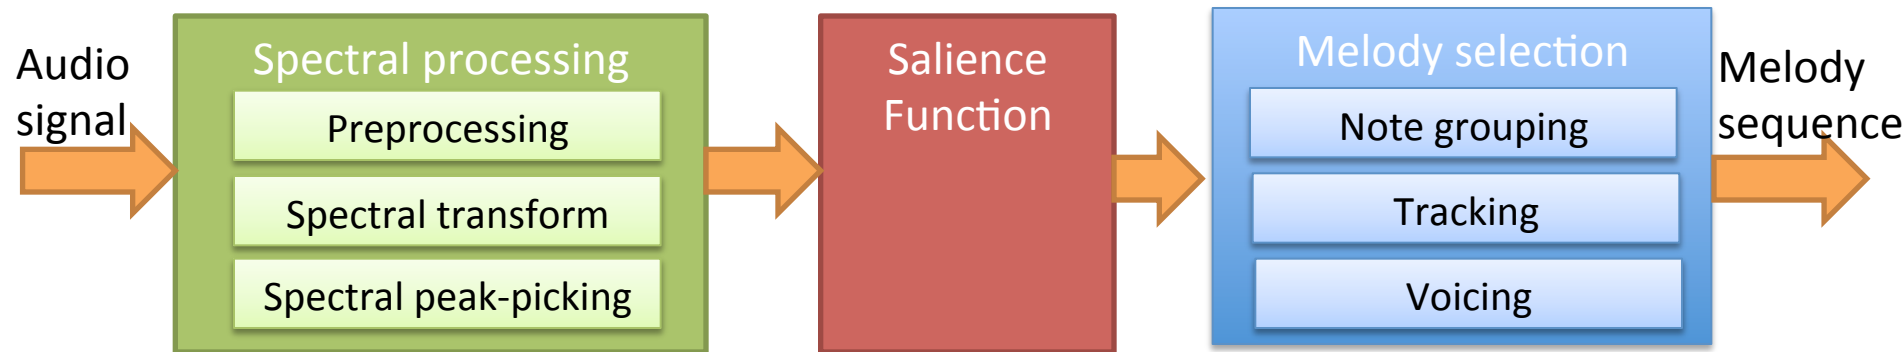 Audio
signal
Spectral processing
Preprocessing
Spectral transform
Spectral peak-picking
Salience
Function
Melody selection
Note grouping
Tracking
Voicing
Melody
sequence